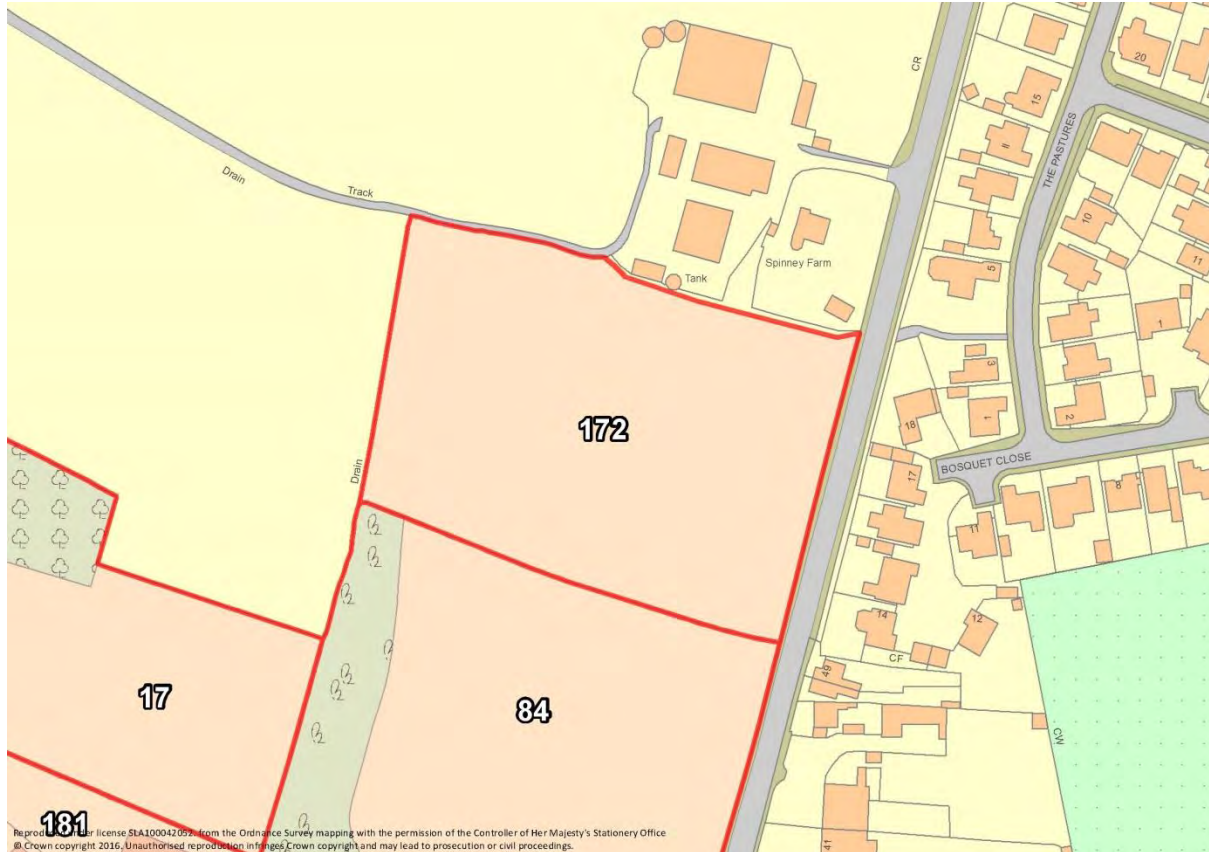 CR
20
15
11
THE PASTURES
Drain
Track
10
11
Spinney Farm
Tank
5
1
3
172
2
18
1
BOSQUET CLOSE
Drain
17
8
11
14
12
CF
49
17
84
CW
181
41
Reproduced under license SLA100042052. from the Ordnance Survey mapping with the permission of the Controller of Her Majesty's Stationery Office
© Crown copyright 2016. Unauthorised reproduction infringes Crown copyright and may lead to prosecution or civil proceedings.